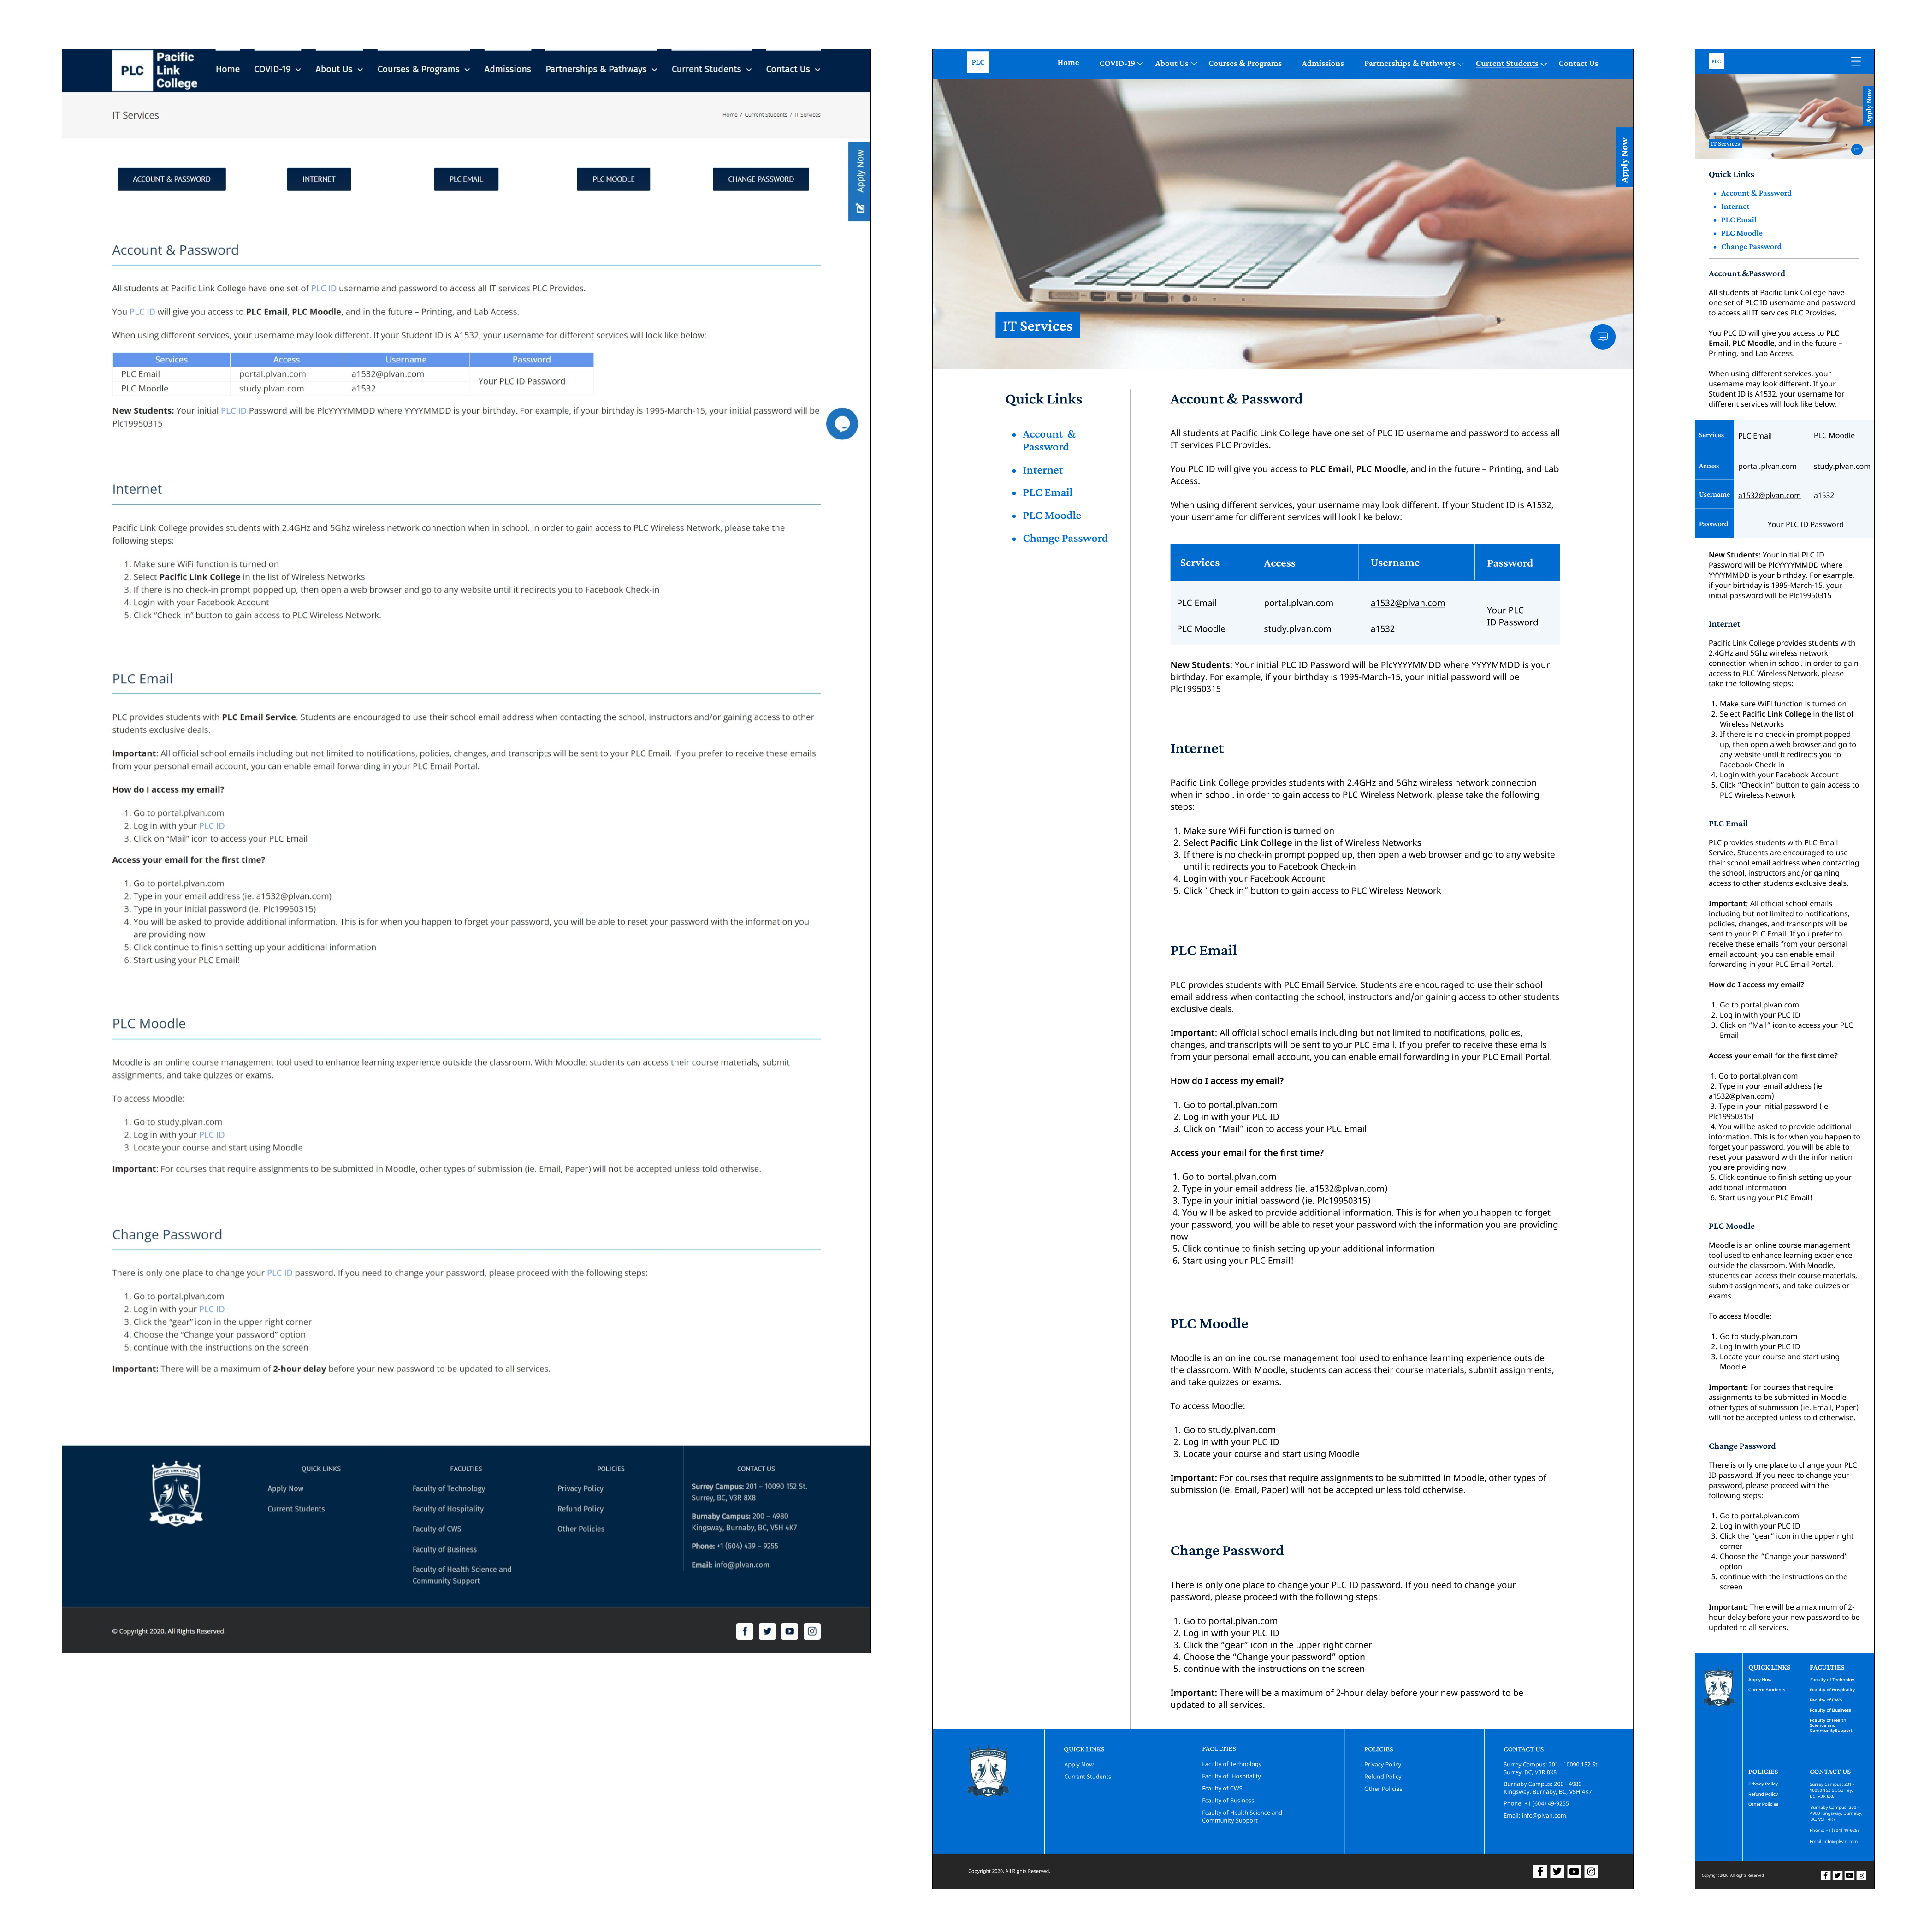 PLC
Pacific
Link
College
Home
COVID-19
About Us
Courses & Programs
Admissions
Partnerships & Pathways
Current Students
Contact Us
IT Services
Home / Current Students / IT Services
Apply Now
ACCOUNT & PASSWORD
INTERNET
PLC EMAIL
PLC MOODLE
CHANGE PASSWORD
Account & Password
All students at Pacific Link College have one set of PLC ID username and password to access all IT services PLC Provides.
You PLC ID will give you access to PLC Email, PLC Moodle, and in the future – Printing, and Lab Access.
When using different services, your username may look different. If your Student ID is A1532, your username for different services will look like below:
Services Access Username Password
PLC Email portal.plvan.com a1532@plvan.com
Your PLC ID Password
PLC Moodle study.plvan.com a1532
New Students: Your initial PLC ID Password will be PlcYYYYMMDD where YYYYMMDD is your birthday. For example, if your birthday is 1995-March-15, your initial password will be
Plc19950315
Internet
Pacific Link College provides students with 2.4GHz and 5Ghz wireless network connection when in school. in order to gain access to PLC Wireless Network, please take the
following steps:
1. Make sure WiFi function is turned on
2. Select Pacific Link College in the list of Wireless Networks
3. If there is no check-in prompt popped up, then open a web browser and go to any website until it redirects you to Facebook Check-in
4. Login with your Facebook Account
5. Click “Check in” button to gain access to PLC Wireless Network.
PLC Email
PLC provides students with PLC Email Service. Students are encouraged to use their school email address when contacting the school, instructors and/or gaining access to other
students exclusive deals.
Important: All official school emails including but not limited to notifications, policies, changes, and transcripts will be sent to your PLC Email. If you prefer to receive these emails
from your personal email account, you can enable email forwarding in your PLC Email Portal.
How do I access my email?
1. Go to portal.plvan.com
2. Log in with your PLC ID
3. Click on “Mail” icon to access your PLC Email
Access your email for the first time?
1. Go to portal.plvan.com
2. Type in your email address (ie. a1532@plvan.com)
3. Type in your initial password (ie. Plc19950315)
4. You will be asked to provide additional information. This is for when you happen to forget your password, you will be able to reset your password with the information you
are providing now
5. Click continue to finish setting up your additional information
6. Start using your PLC Email!
PLC Moodle
Moodle is an online course management tool used to enhance learning experience outside the classroom. With Moodle, students can access their course materials, submit
assignments, and take quizzes or exams.
To access Moodle:
1. Go to study.plvan.com
2. Log in with your PLC ID
3. Locate your course and start using Moodle
Important: For courses that require assignments to be submitted in Moodle, other types of submission (ie. Email, Paper) will not be accepted unless told otherwise.
Change Password
There is only one place to change your PLC ID password. If you need to change your password, please proceed with the following steps:
1. Go to portal.plvan.com
2. Log in with your PLC ID
3. Click the “gear” icon in the upper right corner
4. Choose the “Change your password” option
5. continue with the instructions on the screen
Important: There will be a maximum of 2-hour delay before your new password to be updated to all services.
PLC
QUICK LINKS
Apply Now
Current Students
FACULTIES
Faculty of Technology
Faculty of Hospitality
Faculty of CWS
Faculty of Business
Faculty of Health Science and
Community Support
POLICIES
Privacy Policy
Refund Policy
Other Policies
CONTACT US
Surrey Campus: 201 – 10090 152 St.
Surrey, BC, V3R 8X8
Burnaby Campus: 200 – 4980
Kingsway, Burnaby, BC, V5H 4K7
Phone: +1 (604) 439 – 9255
Email: info@plvan.com
© Copyright 2020. All Rights Reserved.
PLC
Home
COVID-19
About Us
Courses & Programs
Admissions
Partnerships & Pathways
Current Students
Contact Us
Apply Now
IT Services
Quick Links
Account &
Password
Internet
PLC Email
PLC Moodle
Change Password
Account & Password
All students at Pacific Link College have one set of PLC ID username and password to access all
IT services PLC Provides.
You PLC ID will give you access to PLC Email, PLC Moodle, and in the future – Printing, and Lab
Access.
When using different services, your username may look different. If your Student ID is A1532,
your username for different services will look like below:
Services Access Username Password
PLC Email portal.plvan.com a1532@plvan.com
Your PLC
ID Password
PLC Moodle study.plvan.com a1532
New Students: Your initial PLC ID Password will be PlcYYYYMMDD where YYYYMMDD is your
birthday. For example, if your birthday is 1995-March-15, your initial password will be
Plc19950315
Internet
Pacific Link College provides students with 2.4GHz and 5Ghz wireless network connection
when in school. in order to gain access to PLC Wireless Network, please take the following
steps:
1. Make sure WiFi function is turned on
2. Select Pacific Link College in the list of Wireless Networks
3. If there is no check-in prompt popped up, then open a web browser and go to any website
until it redirects you to Facebook Check-in
4. Login with your Facebook Account
5. Click “Check in” button to gain access to PLC Wireless Network
PLC Email
PLC provides students with PLC Email Service. Students are encouraged to use their school
email address when contacting the school, instructors and/or gaining access to other students
exclusive deals.
Important: All official school emails including but not limited to notifications, policies,
changes, and transcripts will be sent to your PLC Email. If you prefer to receive these emails
from your personal email account, you can enable email forwarding in your PLC Email Portal.
How do I access my email?
1. Go to portal.plvan.com
2. Log in with your PLC ID
3. Click on “Mail” icon to access your PLC Email
Access your email for the first time?
1. Go to portal.plvan.com
2. Type in your email address (ie. a1532@plvan.com)
3. Type in your initial password (ie. Plc19950315)
4. You will be asked to provide additional information. This is for when you happen to forget
your password, you will be able to reset your password with the information you are providing
now
5. Click continue to finish setting up your additional information
6. Start using your PLC Email!
PLC Moodle
Moodle is an online course management tool used to enhance learning experience outside
the classroom. With Moodle, students can access their course materials, submit assignments,
and take quizzes or exams.
To access Moodle:
1. Go to study.plvan.com
2. Log in with your PLC ID
3. Locate your course and start using Moodle
Important: For courses that require assignments to be submitted in Moodle, other types of
submission (ie. Email, Paper) will not be accepted unless told otherwise.
Change Password
There is only one place to change your PLC ID password. If you need to change your
password, please proceed with the following steps:
1. Go to portal.plvan.com
2. Log in with your PLC ID
3. Click the “gear” icon in the upper right corner
4. Choose the “Change your password” option
5. continue with the instructions on the screen
Important: There will be a maximum of 2-hour delay before your new password to be
updated to all services.
PLC
QUICK LINKS
Apply Now
Current Students
FACULTIES
Faculty of Technology
Faculty of Hospitality
Fcaulty of CWS
Fcaulty of Business
Fcaulty of Health Science and
Community Support
POLICIES
Privacy Policy
Refund Policy
Other Policies
CONTACT US
Surrey Campus: 201 - 10090 152 St.
Surrey, BC, V3R 8X8
Burnaby Campus: 200 - 4980
Kingsway, Burnaby, BC, V5H 4K7
Phone: +1 (604) 49-9255
Email: info@plvan.com
Copyright 2020. All Rights Reserved.
PLC
Apply Now
IT Services
Quick Links
Account & Password
Internet
PLC Email
PLC Moodle
Change Password
Account &Password
All students at Pacific Link College have
one set of PLC ID username and password
to access all IT services PLC Provides.
You PLC ID will give you access to PLC
Email, PLC Moodle, and in the future –
Printing, and Lab Access.
When using different services, your
username may look different. If your
Student ID is A1532, your username for
different services will look like below:
Services PLC Email PLC Moodle
Access portal.plvan.com study.plvan.com
Username a1532@plvan.com a1532
Password Your PLC ID Password
New Students: Your initial PLC ID
Password will be PlcYYYYMMDD where
YYYYMMDD is your birthday. For example,
if your birthday is 1995-March-15, your
initial password will be Plc19950315
Internet
Pacific Link College provides students with
2.4GHz and 5Ghz wireless network
connection when in school. in order to gain
access to PLC Wireless Network, please
take the following steps:
1. Make sure WiFi function is turned on
2. Select Pacific Link College in the list of
Wireless Networks
3. If there is no check-in prompt popped
up, then open a web browser and go to
any website until it redirects you to
Facebook Check-in
4. Login with your Facebook Account
5. Click “Check in” button to gain access to
PLC Wireless Network
PLC Email
PLC provides students with PLC Email
Service. Students are encouraged to use
their school email address when contacting
the school, instructors and/or gaining
access to other students exclusive deals.
Important: All official school emails
including but not limited to notifications,
policies, changes, and transcripts will be
sent to your PLC Email. If you prefer to
receive these emails from your personal
email account, you can enable email
forwarding in your PLC Email Portal.
How do I access my email?
1. Go to portal.plvan.com
2. Log in with your PLC ID
3. Click on “Mail” icon to access your PLC
Email
Access your email for the first time?
1. Go to portal.plvan.com
2. Type in your email address (ie.
a1532@plvan.com)
3. Type in your initial password (ie.
Plc19950315)
4. You will be asked to provide additional
information. This is for when you happen to
forget your password, you will be able to
reset your password with the information
you are providing now
5. Click continue to finish setting up your
additional information
6. Start using your PLC Email!
PLC Moodle
Moodle is an online course management
tool used to enhance learning experience
outside the classroom. With Moodle,
students can access their course materials,
submit assignments, and take quizzes or
exams.
To access Moodle:
1. Go to study.plvan.com
2. Log in with your PLC ID
3. Locate your course and start using
Moodle
Important: For courses that require
assignments to be submitted in Moodle,
other types of submission (ie. Email, Paper)
will not be accepted unless told otherwise.
Change Password
There is only one place to change your PLC
ID password. If you need to change your
password, please proceed with the
following steps:
1. Go to portal.plvan.com
2. Log in with your PLC ID
3. Click the “gear” icon in the upper right
corner
4. Choose the “Change your password”
option
5. continue with the instructions on the
screen
Important: There will be a maximum of 2-
hour delay before your new password to be
updated to all services.
PLC
QUICK LINKS
Apply Now
Current Students
FACULTIES
Faculty of Technoloy
Fcaulty of Hospitality
Faculty of CWS
Fcaulty of Business
Fcaulty of Health
Science and
CommunitySupport
POLICIES
Privacy Policy
Refund Policy
Other Policies
CONTACT US
Surrey Campus: 201 -
10090 152 St. Surrey,
BC, V3R 8X8
Burnaby Campus: 200 -
4980 Kingsway, Burnaby,
BC, V5H 4K7
Phone: +1 (604) 49-9255
Email: info@plvan.com
Copyright 2020. All Rights Reserved.